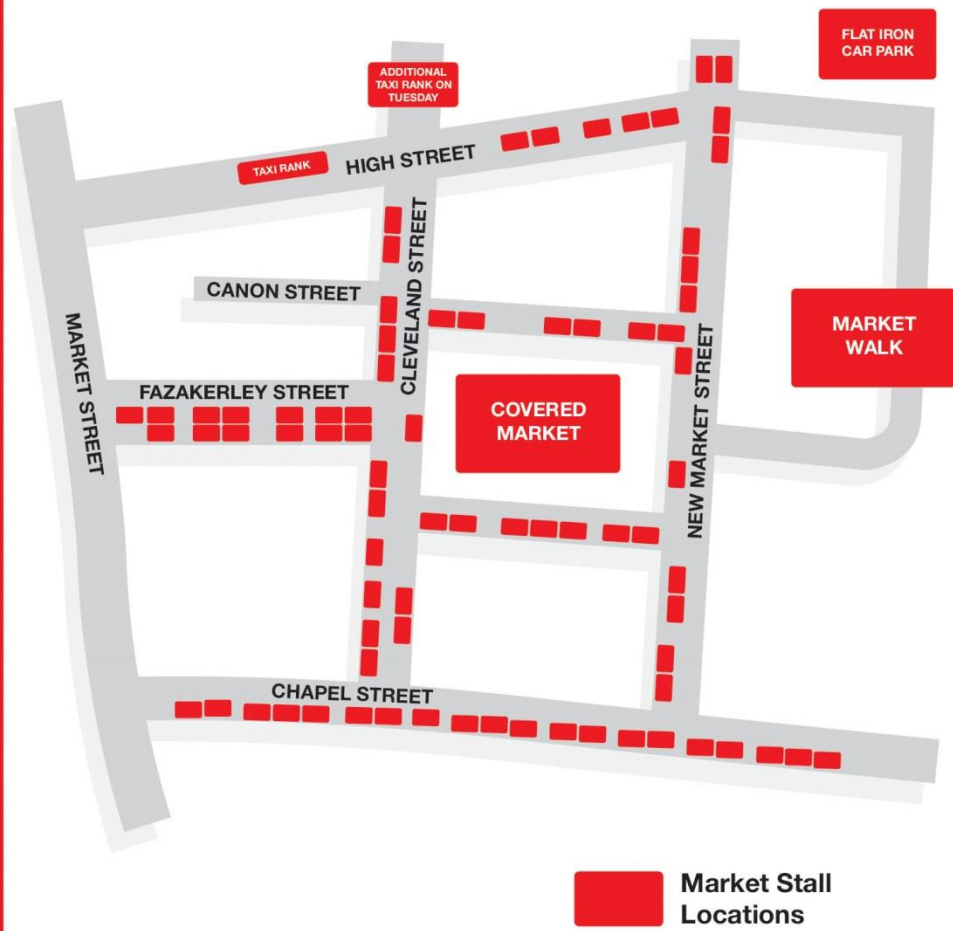 FLAT IRON
CAR PARK
ADDITIONAL
TAXI RANK ON
TUESDAY
TAXI RANK
HIGH STREET
CANON STREET
CLEVELAND STREET
MARKET STREET
FAZAKERLEY STREET
COVERED
MARKET
NEW MARKET STREET
MARKET
WALK
CHAPEL STREET
Market Stall
Locations